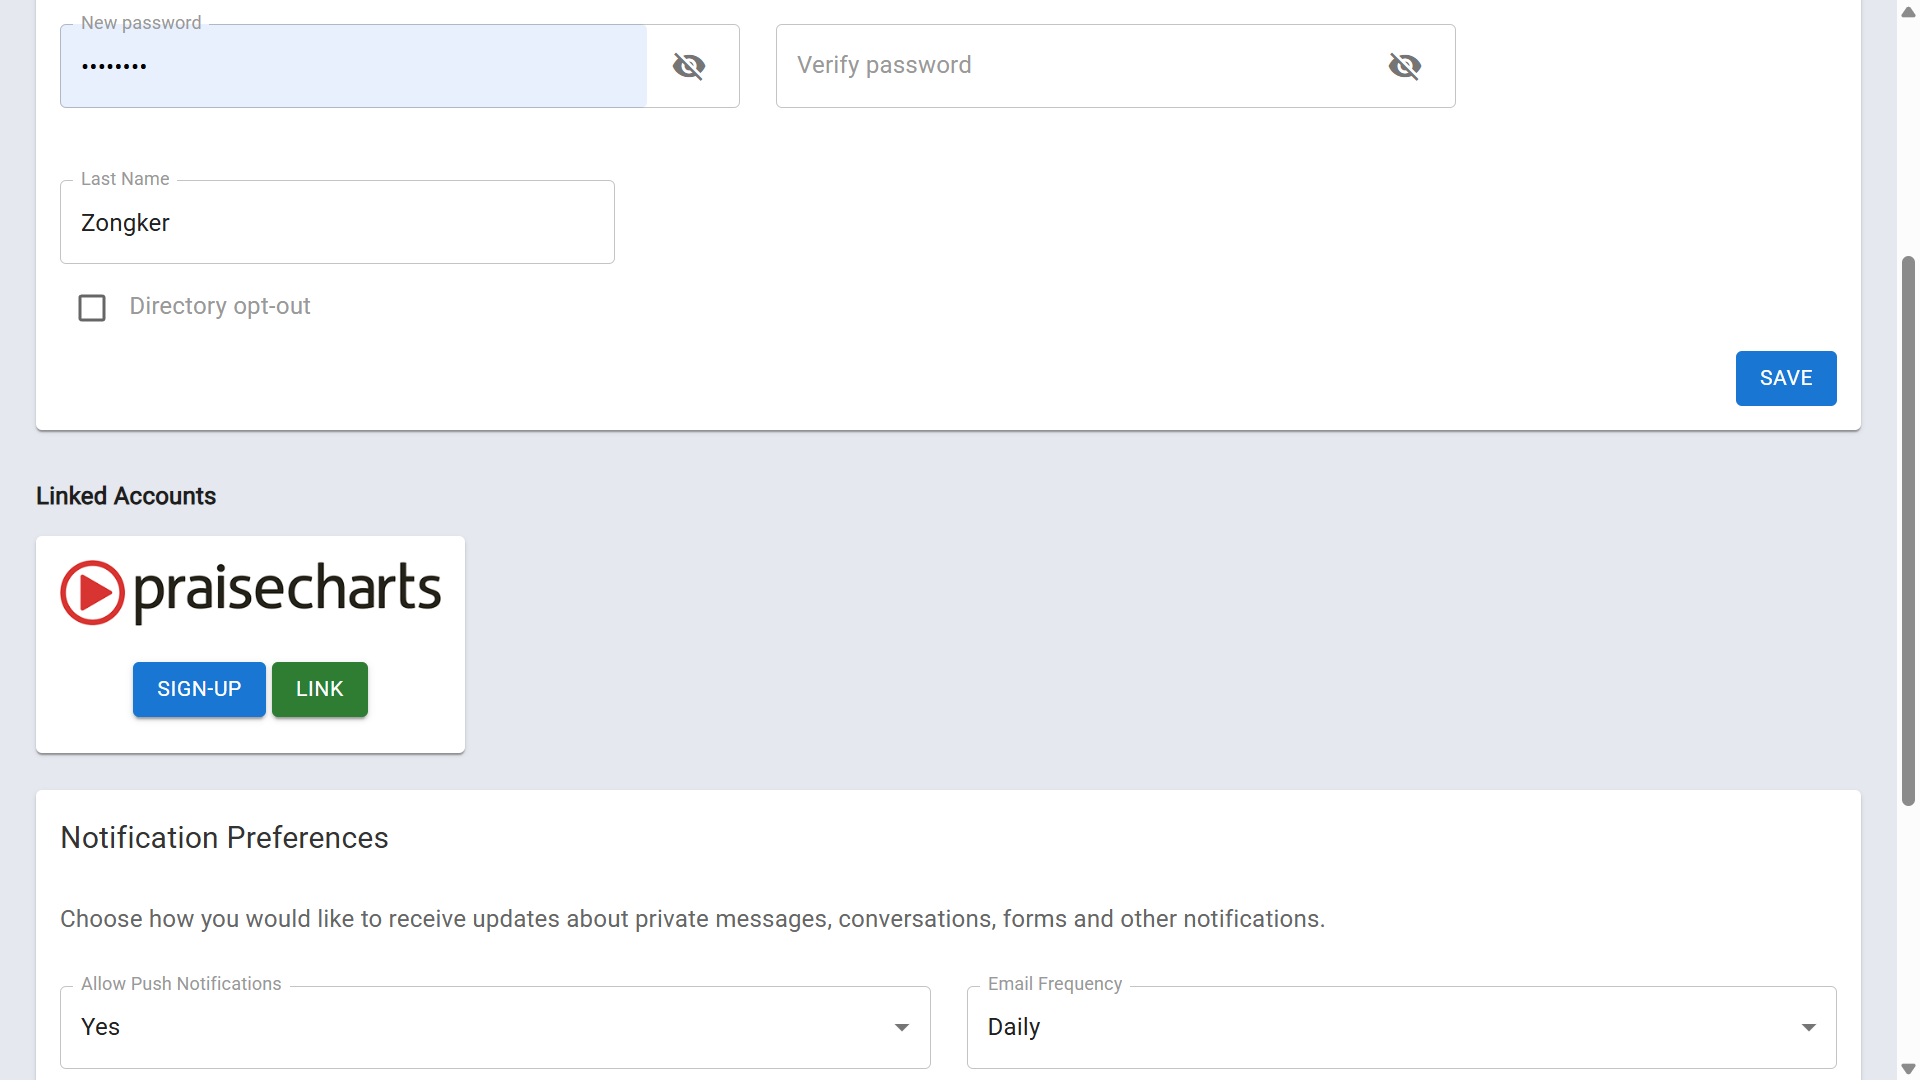 New password
••••••••
Verify password
Last Name
Zongker
Directory opt-out
SAVE
Linked Accounts
praisecharts
SIGN-UP
LINK
Notification Preferences
Choose how you would like to receive updates about private messages, conversations, forms and other notifications.
Allow Push Notifications
Email Frequency
Yes
Daily